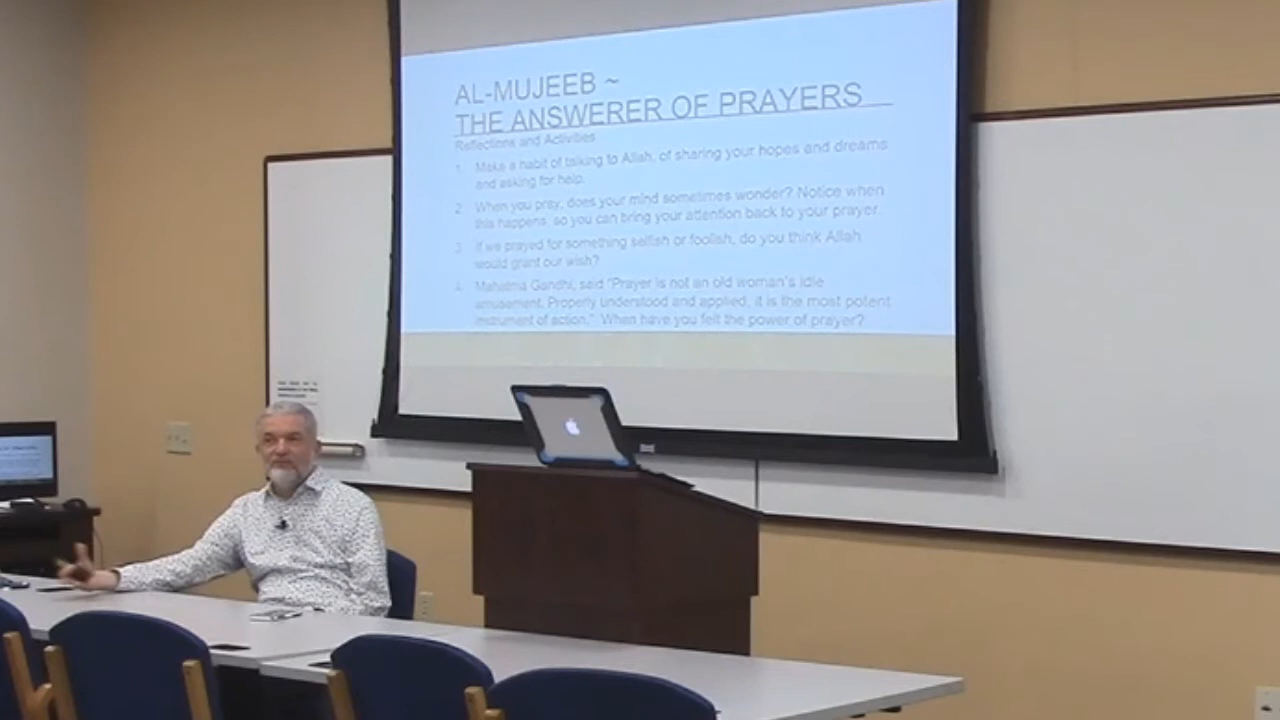 AL-MUJEEB ~
THE ANSWERER OF PRAYERS
Reflections and Activities
1. Make a habit of talking to Allah, of sharing your hopes and dreams
and asking for help.
2. When you pray, does your mind sometimes wonder? Notice when
this happens, so you can bring your attention back to your prayer.
3. If we prayed for something selfish or foolish, do you think Allah
would grant our wish?
4. Mahatma Gandhi, said "Prayer is not an old woman's idle
amusement. Properly understood and applied, it is the most potent
instrument of action." When have you felt the power of prayer?